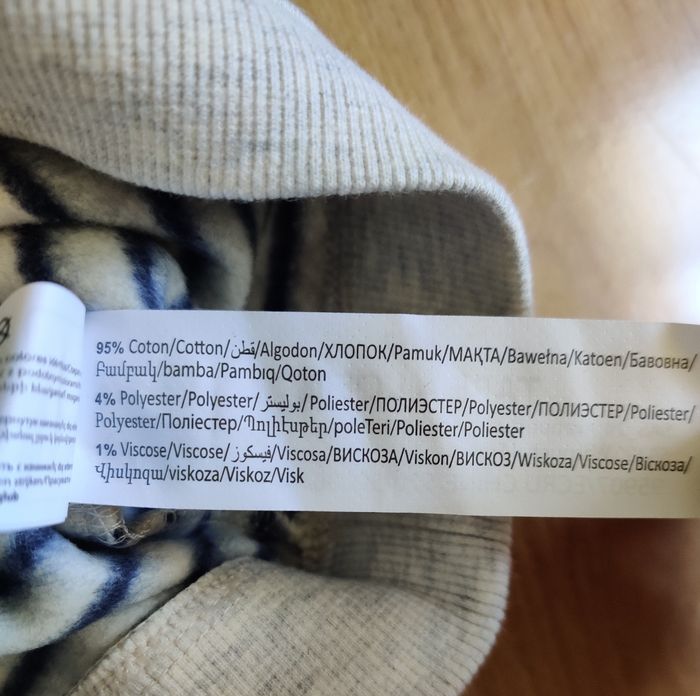 95% Coton/Cotton/قطن/Algodon/ХЛОПОК/Pamuk/МАҚТА/Bawełna/Katoen/Бавовна/
Բամբակ/bamba/Pambıq/Qoton
4% Polyester/Polyester/بوليستر/Poliester/ПОЛИЭСТЕР/Polyester/ПОЛИЭСТЕР/Poliester/
Polyester/Поліестер/Պոլիէսթեր/poleTeri/Poliester/Poliester
1% Viscose/Viscose/فيسكوز/Viscosa/ВИСКОЗА/Viskon/ВИСКОЗ/Wiskoza/Viscose/Віскоза/
Վիսկոզա/viskoza/Viskoz/Visk